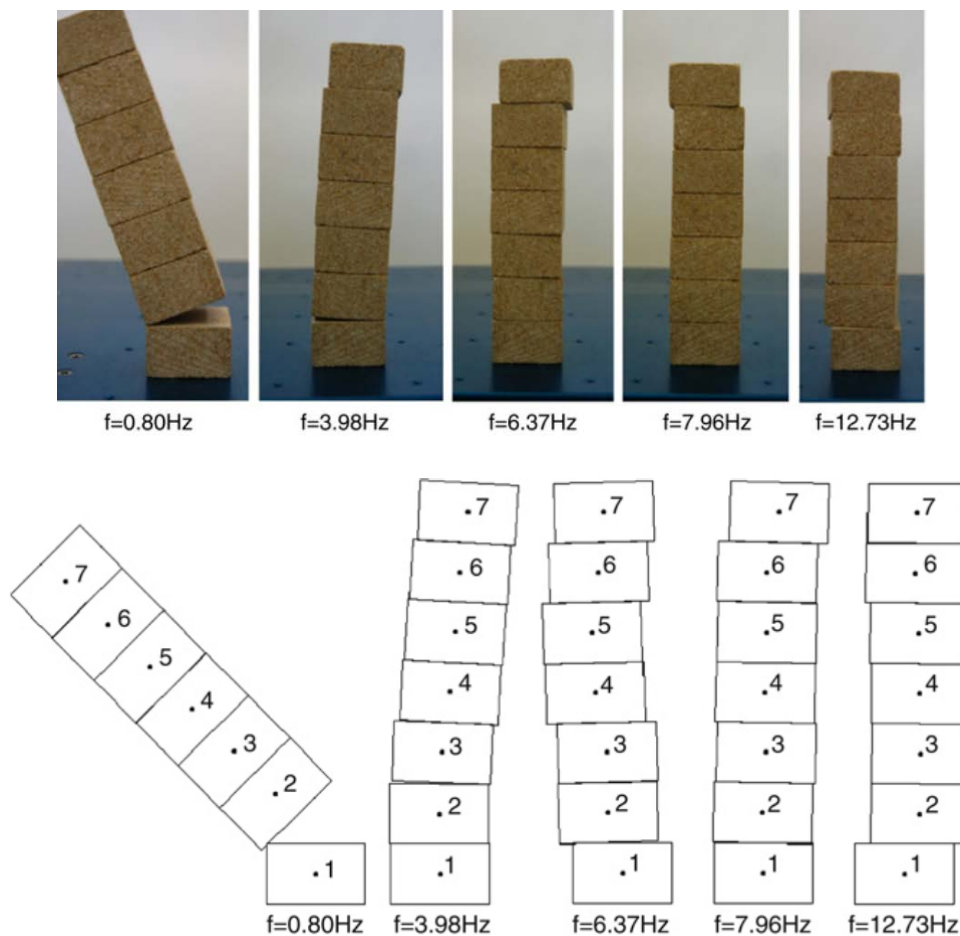 f=0.80Hz f=3.98Hz f=6.37Hz f=7.96Hz f=12.73Hz
7 7 7 7 7
6 6 6 6 6
5 5 5 5 5
4 4 4 4 4
3 3 3 3 3
2 2 2 2 2
1 1 1 1 1
f=0.80Hz f=3.98Hz f=6.37Hz f=7.96Hz f=12.73Hz